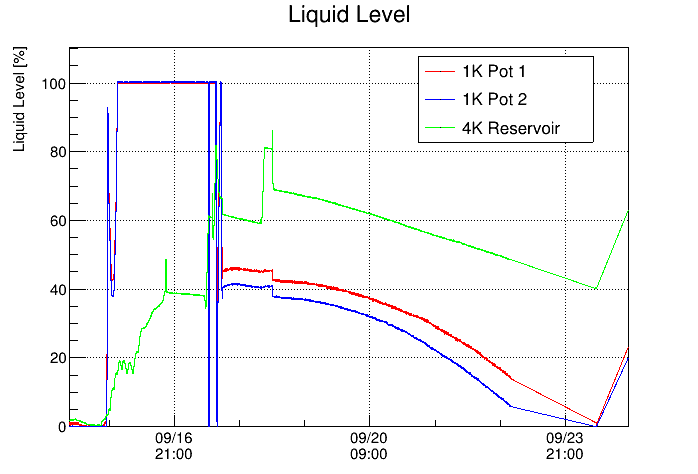 Liquid Level
Liquid Level [%]
100
80
60
40
20
0
1K Pot 1
1K Pot 2
4K Reservoir
09/16
21:00
09/20
09:00
09/23
21:00